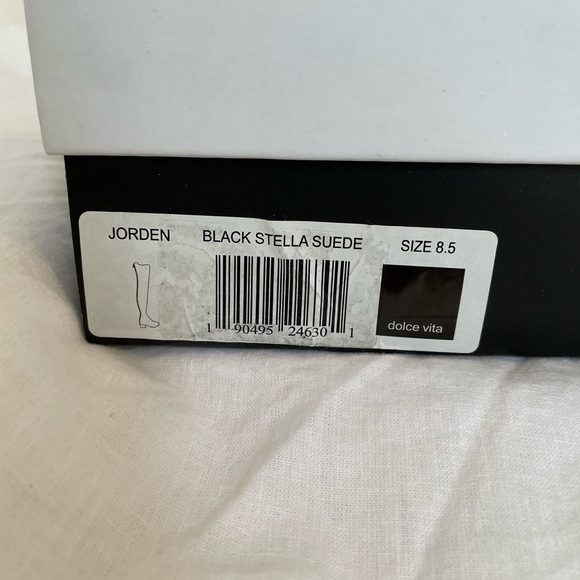 JORDEN BLACK STELLA SUEDE SIZE 8.5
1 90495 24630 1
dolce vita